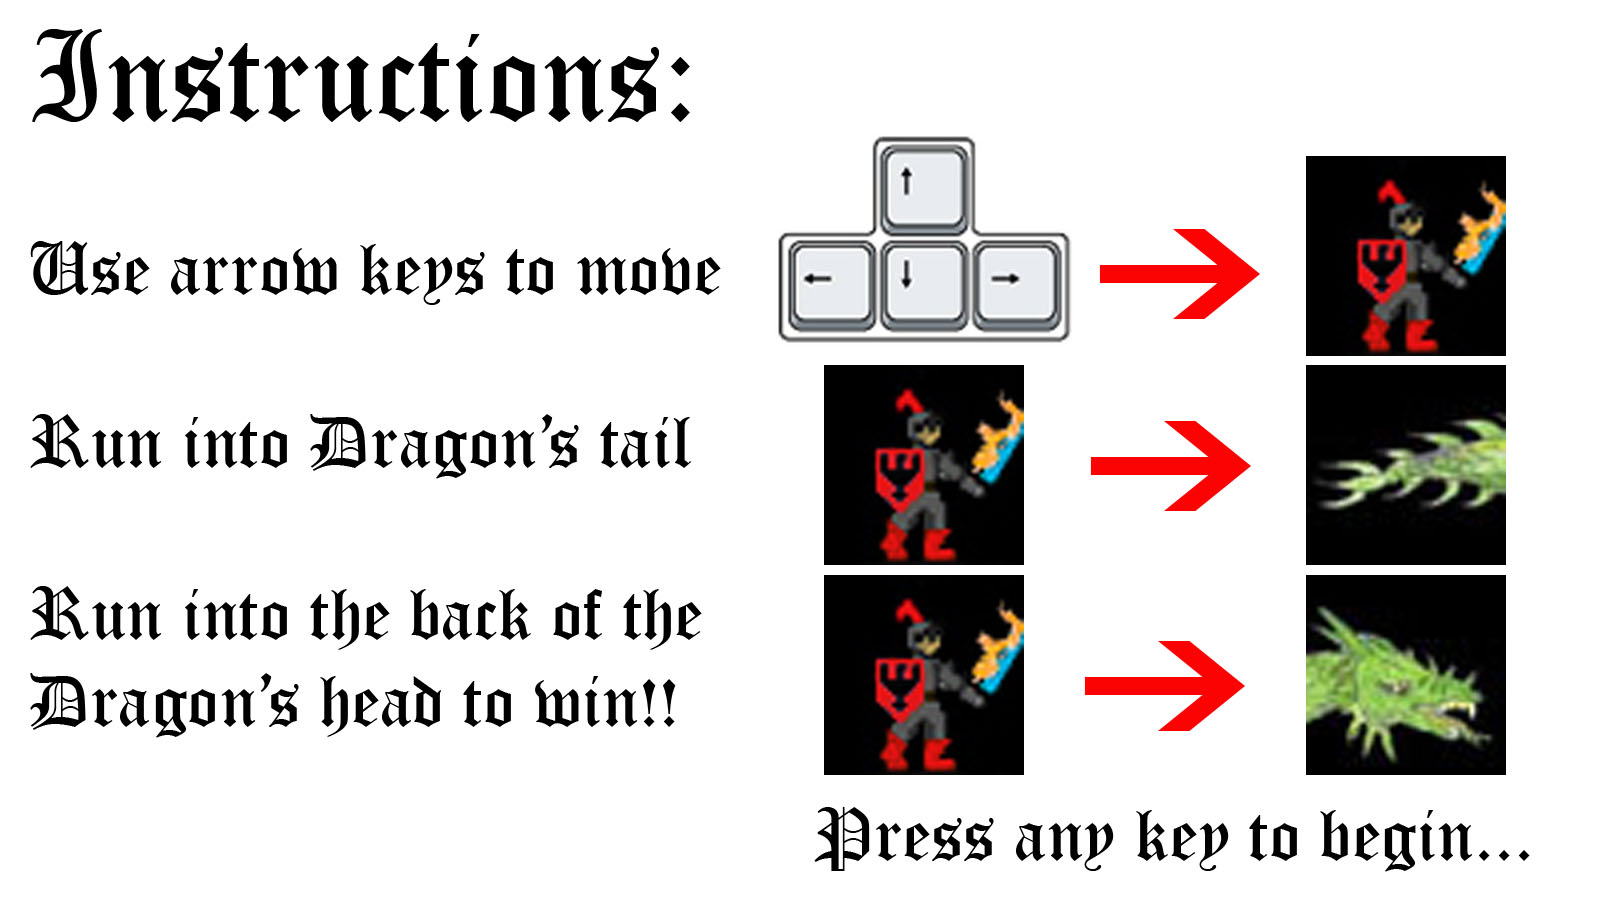 Instructions:
Use arrow keys to move
↑
← ↓ →
Run into Dragon's tail
Run into the back of the
Dragon's head to win!!
Press any key to begin...